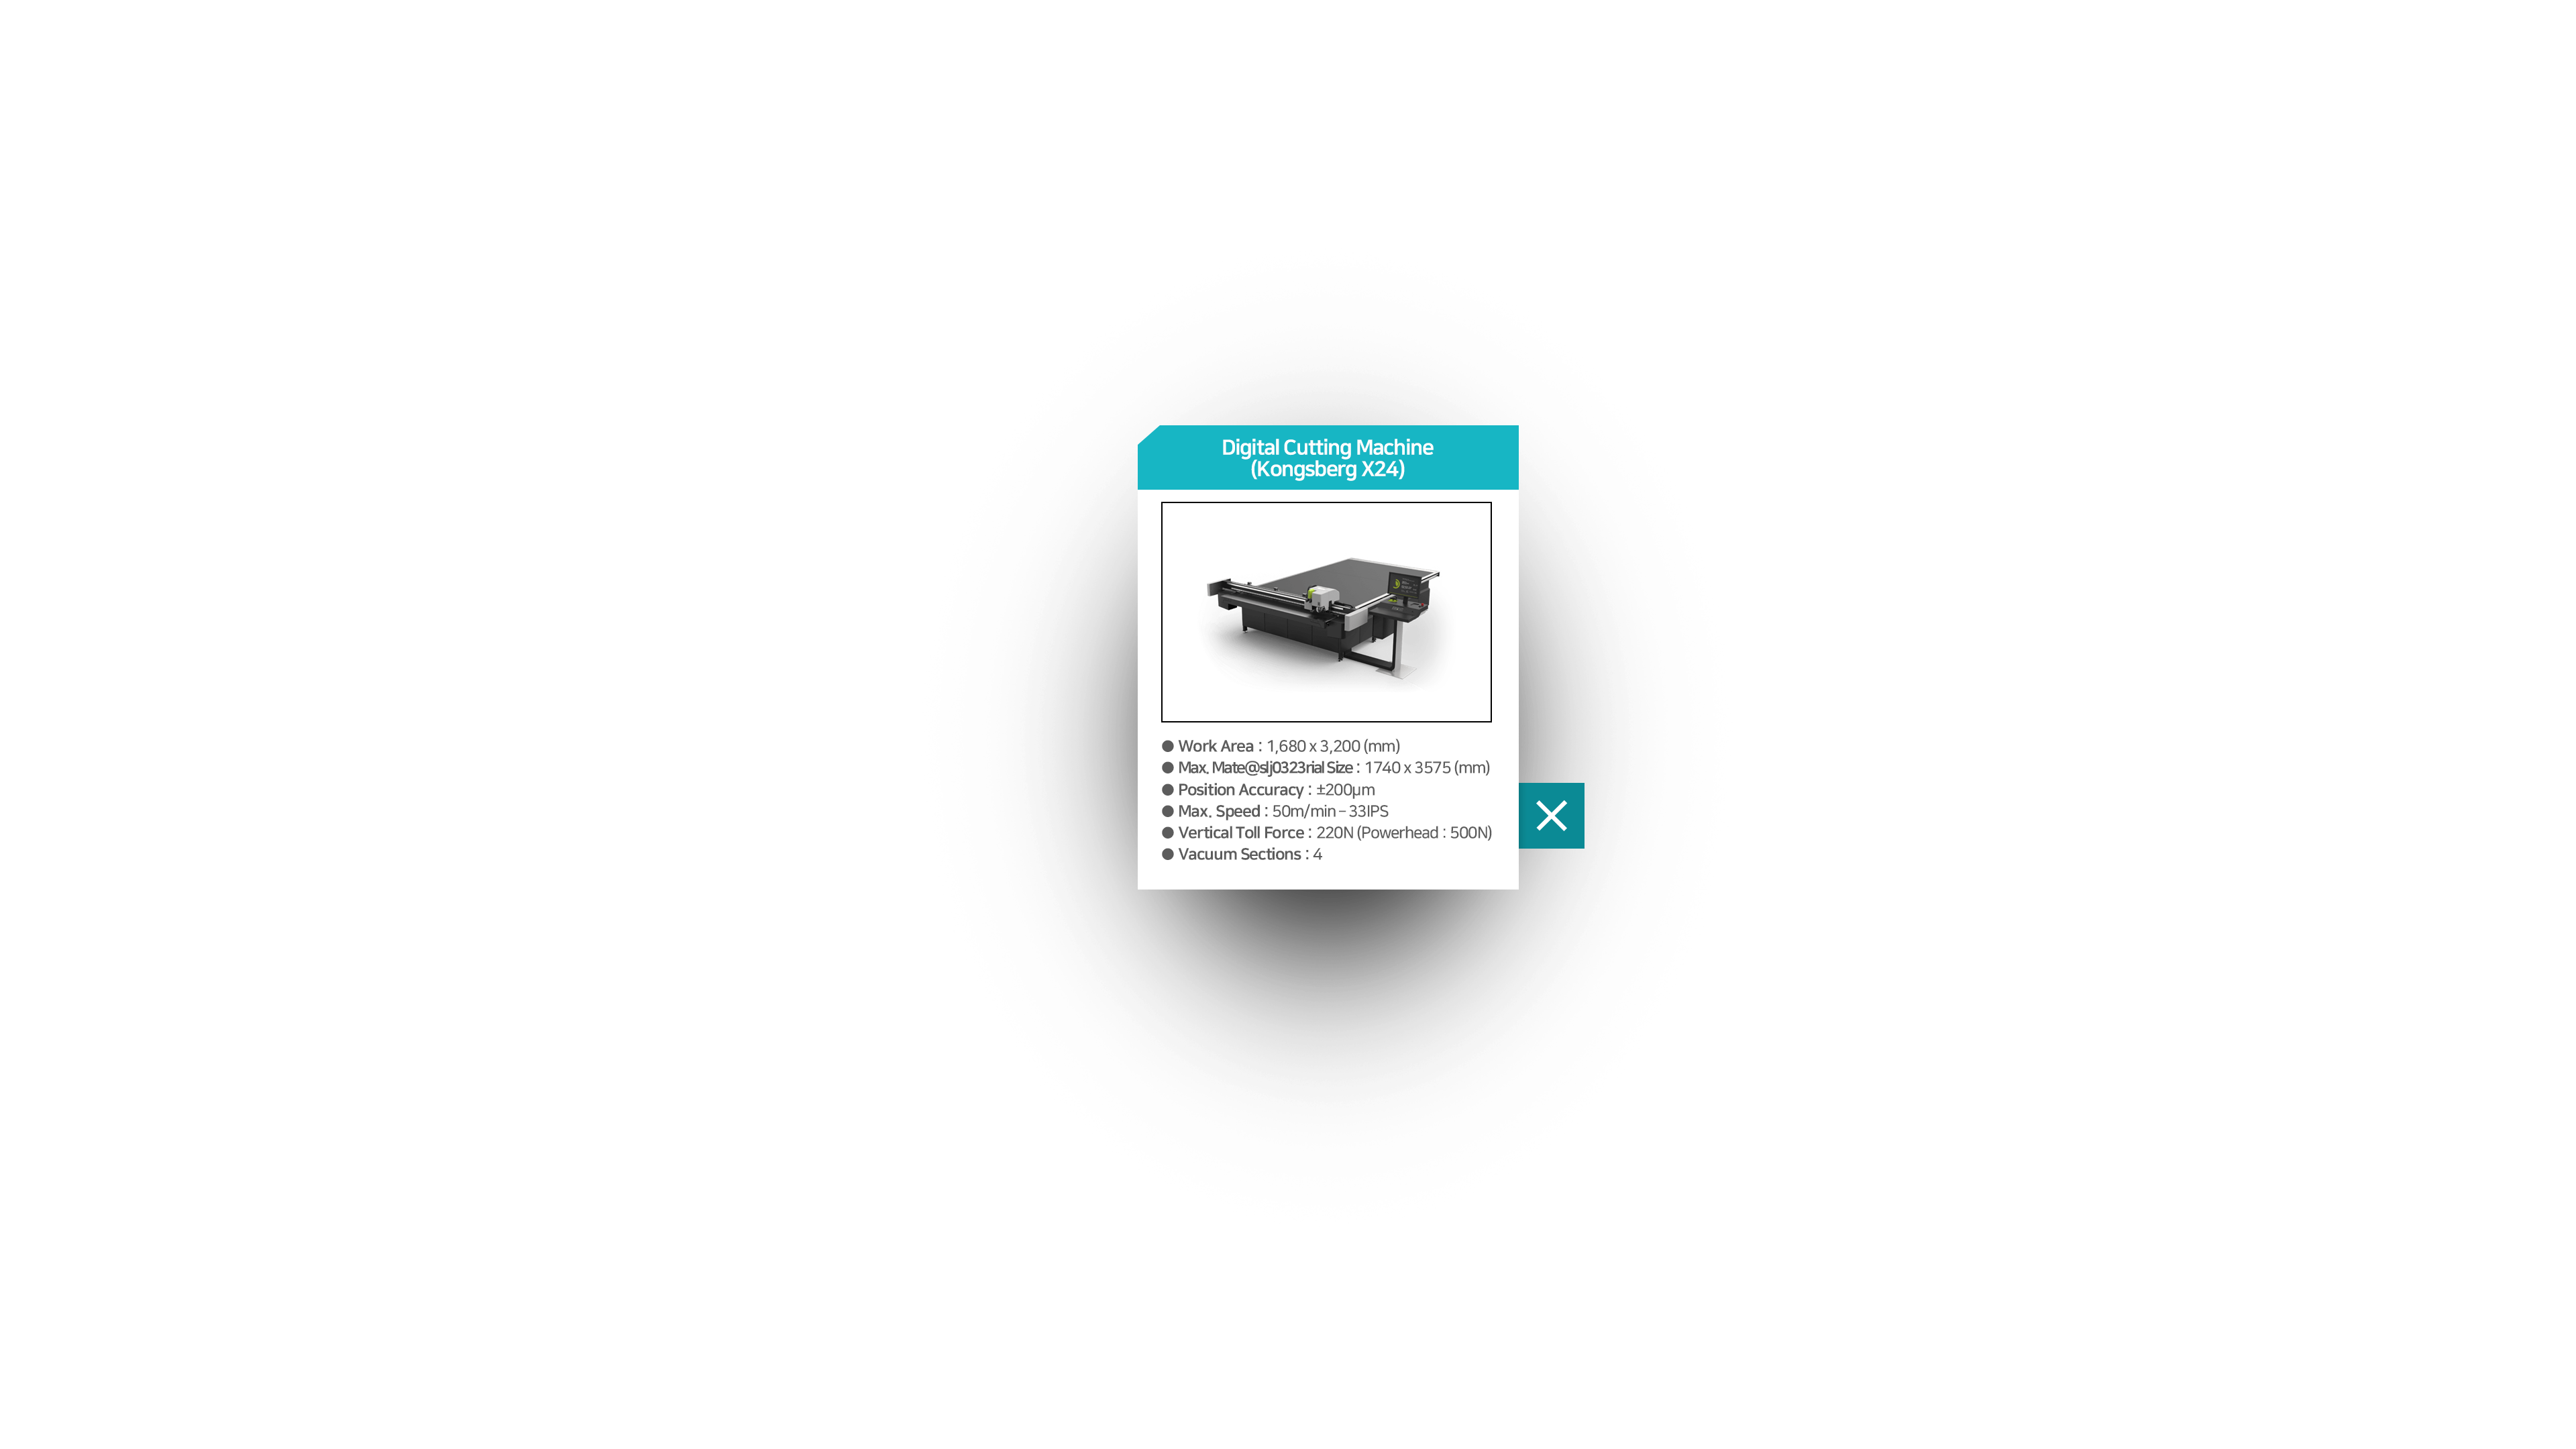 Digital Cutting Machine
(Kongsberg X24)
● Work Area : 1,680 x 3,200 (mm)
● Max. Mate@slj0323rial Size : 1740 x 3575 (mm)
● Position Accuracy : ±200µm
● Max. Speed : 50m/min – 33IPS
● Vertical Toll Force : 220N (Powerhead : 500N)
● Vacuum Sections : 4